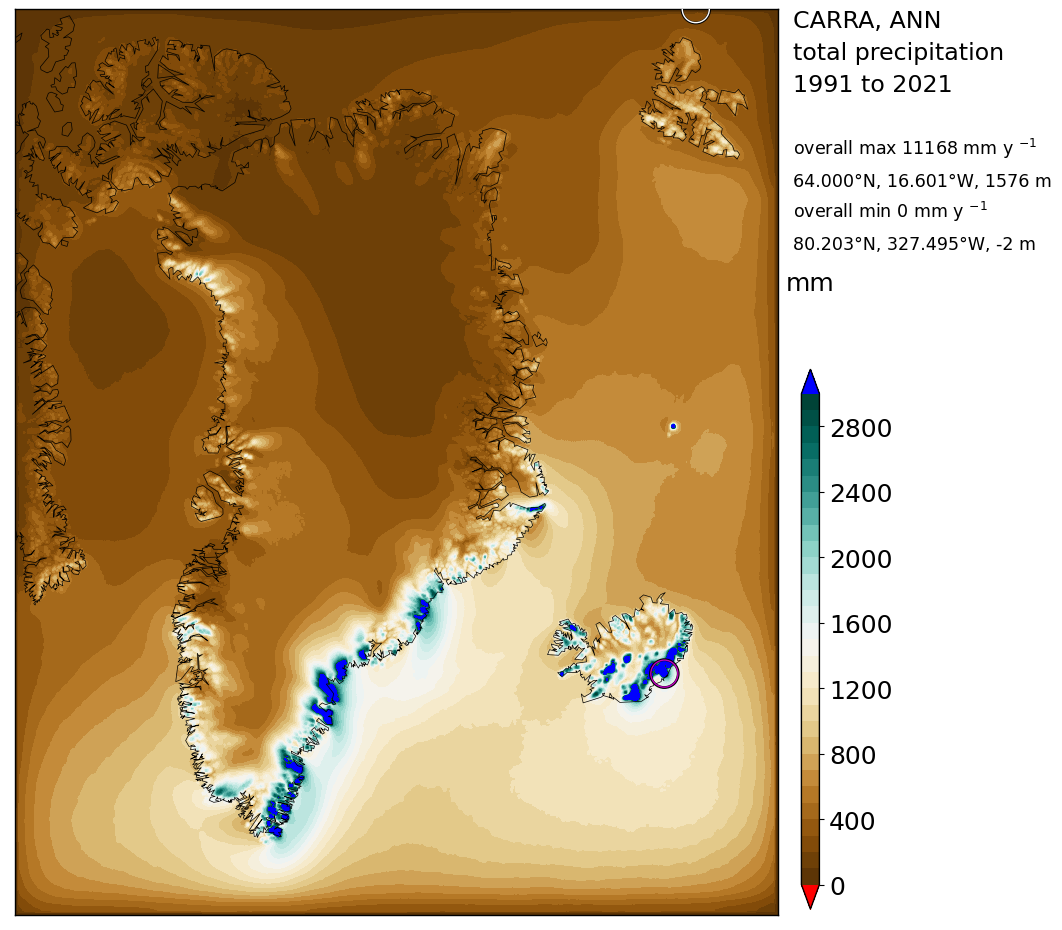 CARRA, ANN
total precipitation
1991 to 2021
overall max 11168 mm y ⁻¹
64.000°N, 16.601°W, 1576 m
overall min 0 mm y ⁻¹
80.203°N, 327.495°W, -2 m
mm
2800
2400
2000
1600
1200
800
400
0